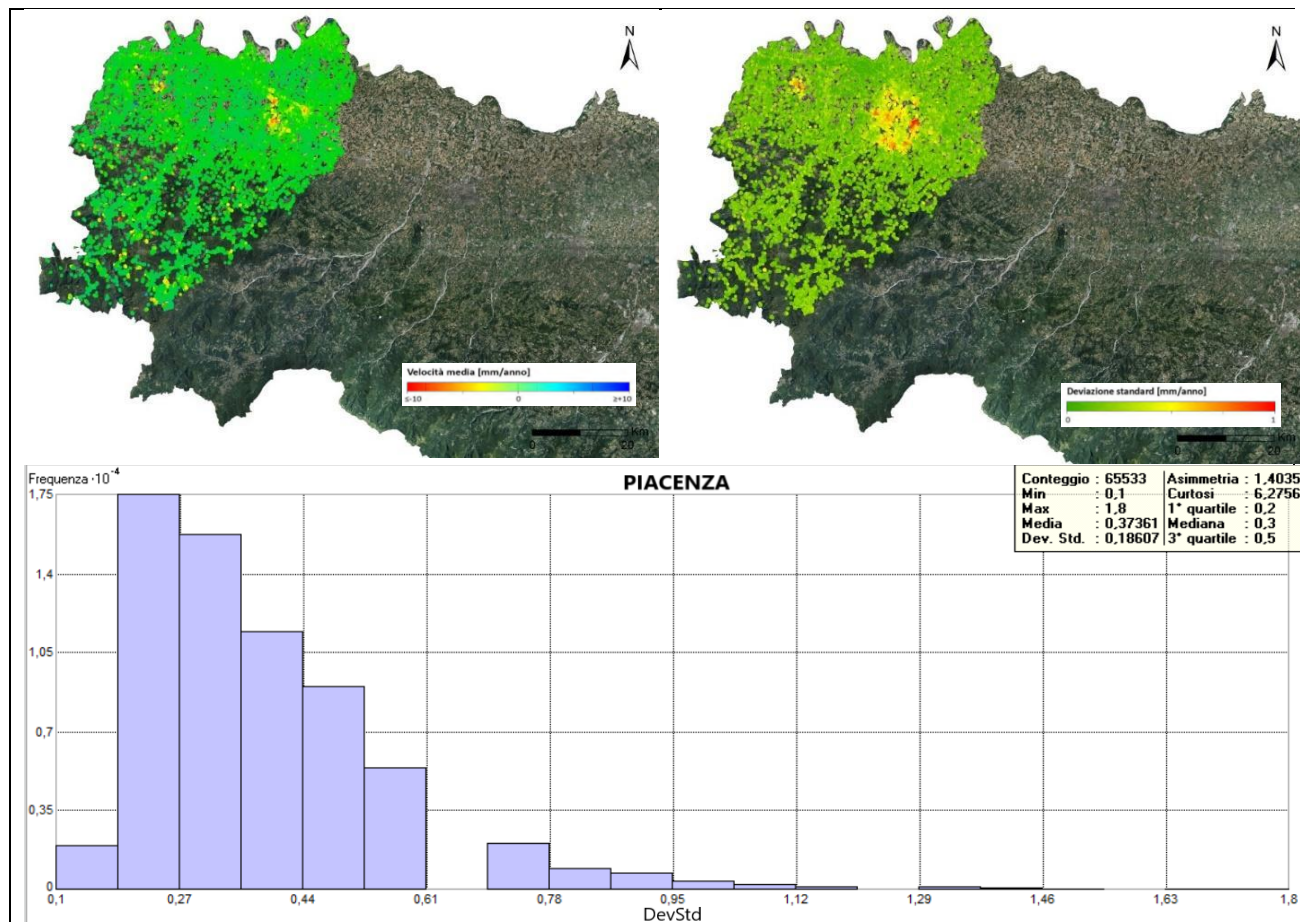 N
N
Velocità media [mm/anno]
≤-10 0 ≥+10
Km
0 20
Deviazione standard [mm/anno]
0 1
Km
0 20
Frequenza ·10⁻⁴
PIACENZA
Conteggio : 65533 Asimmetria : 1,4035
Min : 0,1 Curtosi : 6,2756
Max : 1,8 1° quartile : 0,2
Media : 0,37361 Mediana : 0,3
Dev. Std. : 0,18607 3° quartile : 0,5
1,75
1,4
1,05
0,7
0,35
0
0,1 0,27 0,44 0,61 0,78 0,95 1,12 1,29 1,46 1,63 1,8
DevStd